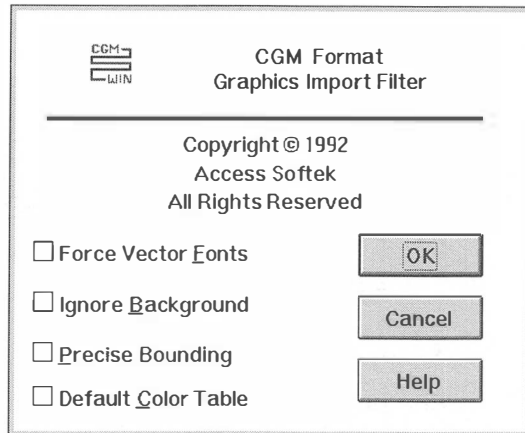 CGM
WIN
CGM Format
Graphics Import Filter
Copyright © 1992
Access Softek
All Rights Reserved
Force Vector Fonts
OK
Ignore Background
Cancel
Precise Bounding
Help
Default Color Table